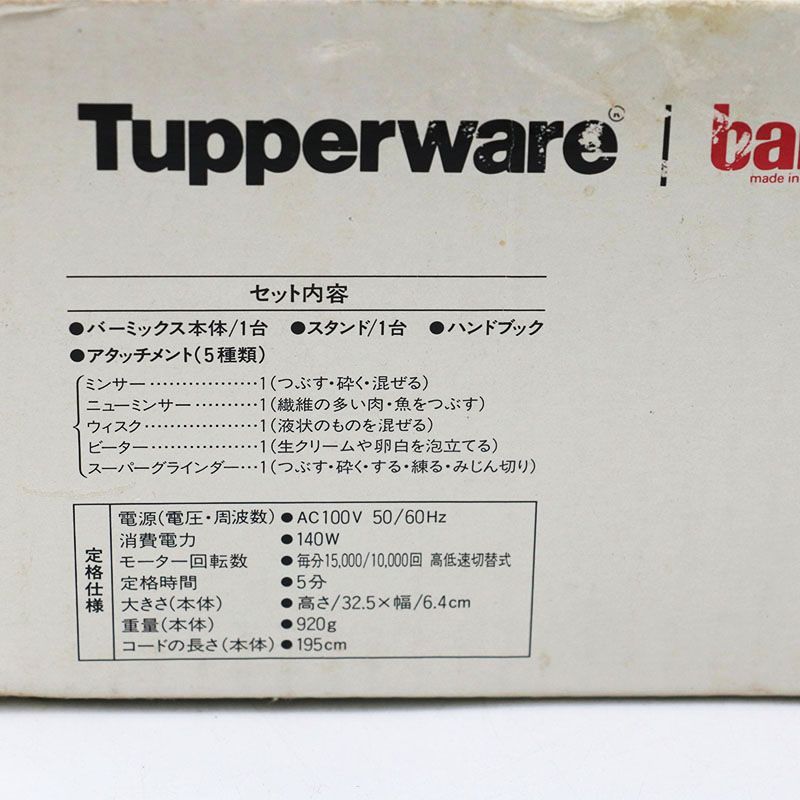 Tupperware® | ba
made in
セット内容
●バーミックス本体/1台 ●スタンド/1台 ●ハンドブック
●アタッチメント(5種類)
ミンサー………………1(つぶす・砕く・混ぜる)
ニューミンサー………1(繊維の多い肉・魚をつぶす)
ウィスク………………1(液状のものを混ぜる)
ビーター………………1(生クリームや卵白を泡立てる)
スーパーグラインダー…1(つぶす・砕く・する・練る・みじん切り)
定格仕様
電源(電圧・周波数)●AC100V 50/60Hz
消費電力 ●140W
モーター回転数 ●毎分15,000/10,000回 高低速切替式
定格時間 ●5分
大きさ(本体) ●高さ/32.5×幅/6.4cm
重量(本体) ●920g
コードの長さ(本体)●195cm